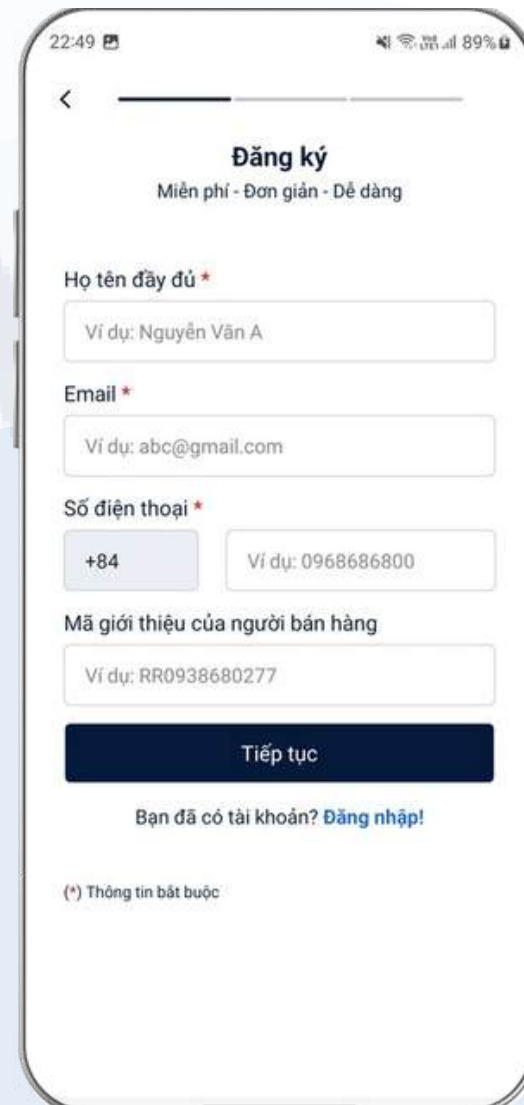 22:49 89%
Đăng ký
Miễn phí - Đơn giản - Dễ dàng
Họ tên đầy đủ *
Ví dụ: Nguyễn Văn A
Email *
Ví dụ: abc@gmail.com
Số điện thoại *
+84 Ví dụ: 0968686800
Mã giới thiệu của người bán hàng
Ví dụ: RR0938680277
Tiếp tục
Bạn đã có tài khoản? Đăng nhập!
(*) Thông tin bắt buộc